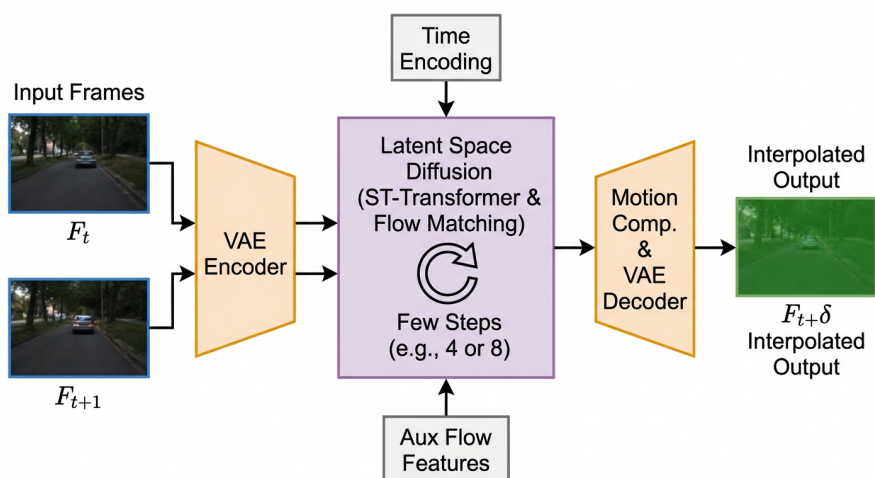 Time
Encoding
Input Frames
F_t
F_{t+1}
VAE
Encoder
Latent Space
Diffusion
(ST-Transformer &
Flow Matching)
Few Steps
(e.g., 4 or 8)
Aux Flow
Features
Motion
Comp.
&
VAE
Decoder
Interpolated
Output
F_{t+}δ
Interpolated
Output